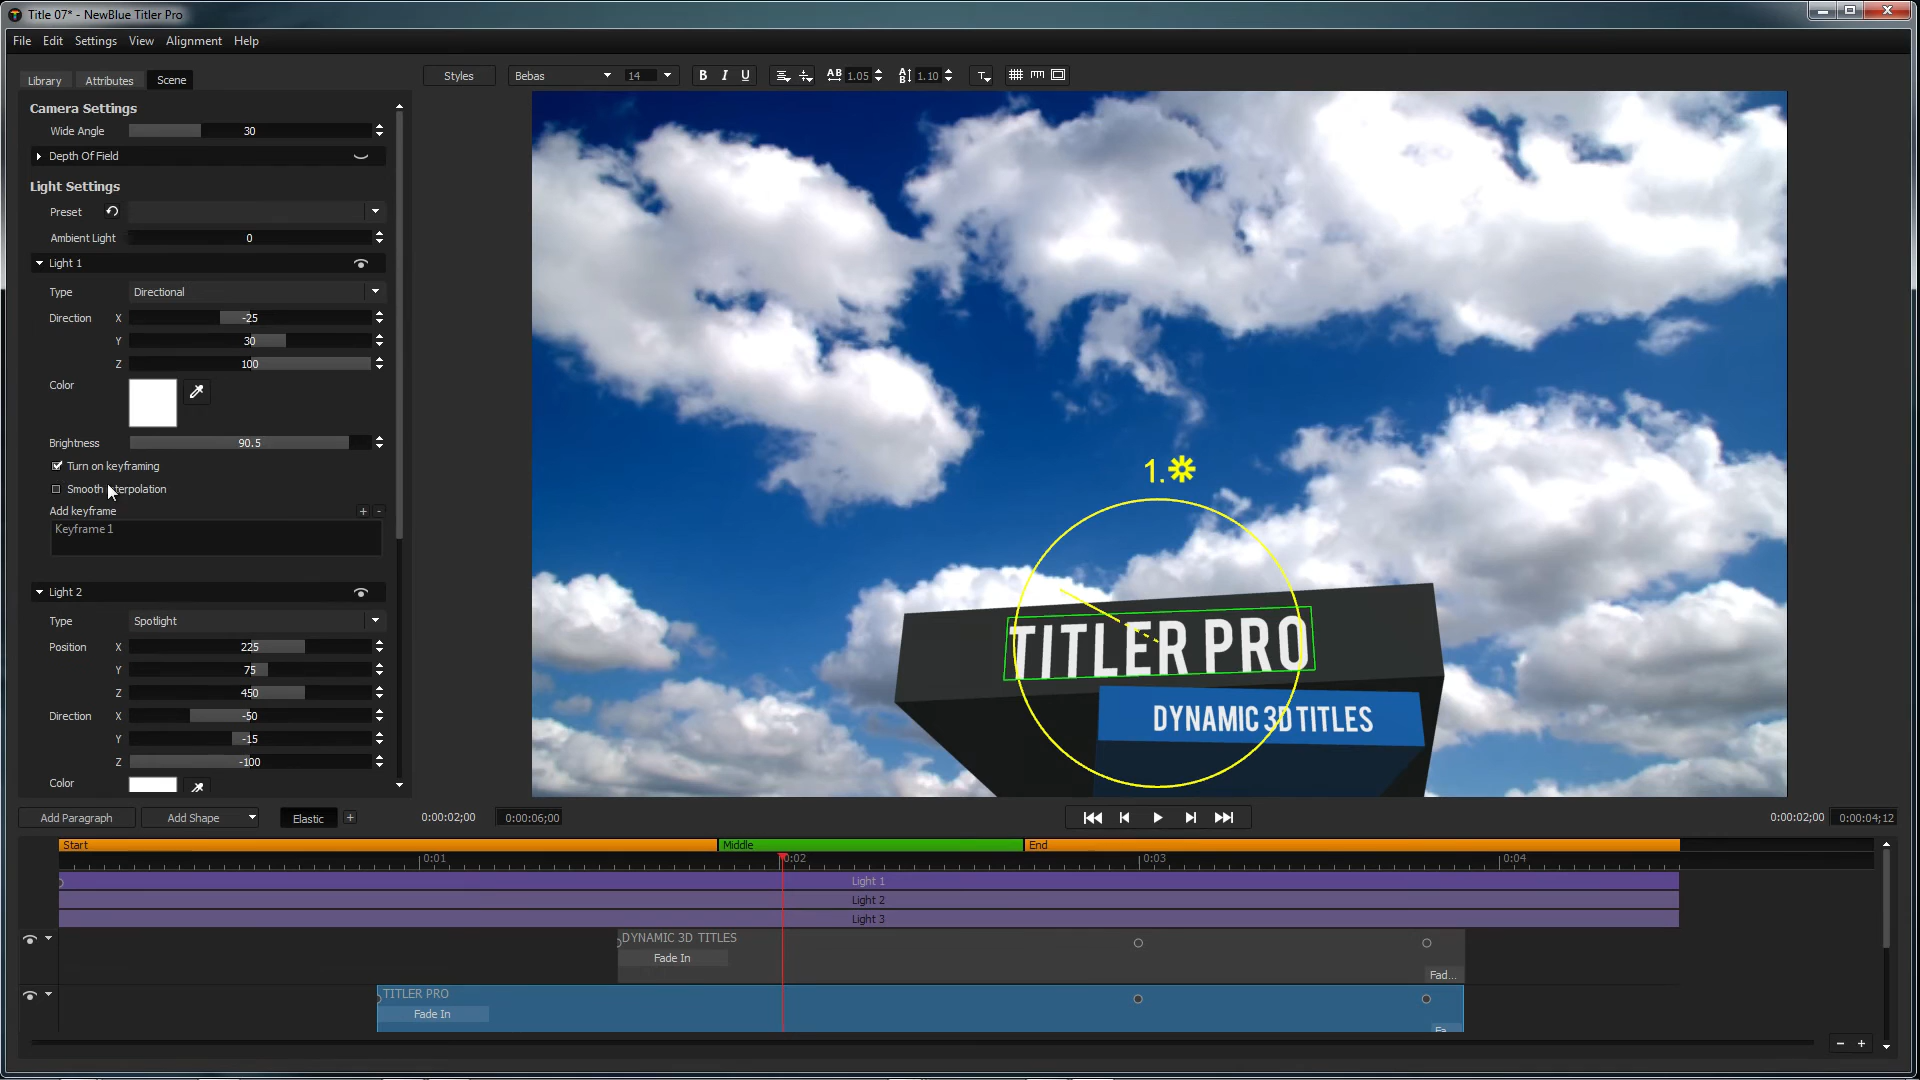 Title 07* - NewBlue Titler Pro
File Edit Settings View Alignment Help
Library Attributes Scene
Styles Bebas 14 B I U AB 1.05 A 1.10 T
Camera Settings
Wide Angle 30
Depth Of Field
Light Settings
Preset
Ambient Light 0
Light 1
Type Directional
Direction X -25
Y 30
Z 100
Color
Brightness 90.5
Turn on keyframing
Smooth Interpolation
Add keyframe + -
Keyframe 1
Light 2
Type Spotlight
Position X 225
Y 75
Z 450
Direction X -50
Y -15
Z -100
Color
1.
TITLER PRO
DYNAMIC 3D TITLES
Add Paragraph Add Shape Elastic + 0:00:02;00 0:00:06;00 0:00:02;00 0:00:04;12
Start Middle End
0:01 0:02 0:03 0:04
Light 1
Light 2
Light 3
DYNAMIC 3D TITLES
Fade In
Fad...
TITLER PRO
Fade In
Fa...
- +